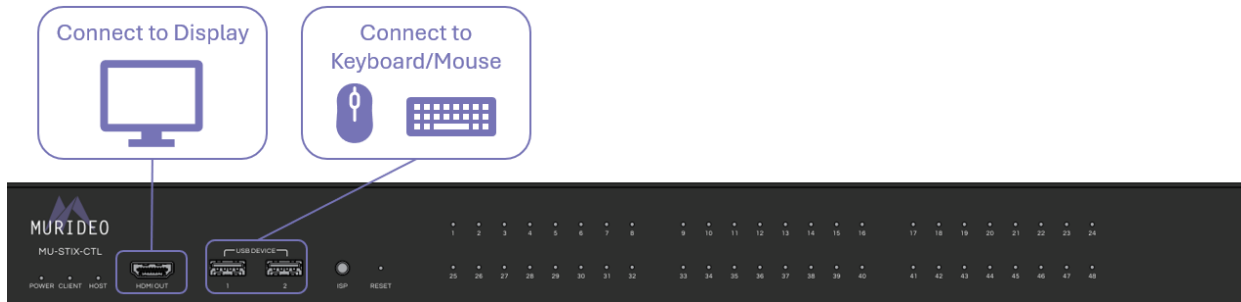 Connect to Display
Connect to
Keyboard/Mouse
MURIDEO
MU-STIX-CTL
POWER CLIENT HOST
HDMI OUT
USB DEVICE
1 2
ISP
RESET
1 2 3 4 5 6 7 8 9 10 11 12 13 14 15 16 17 18 19 20 21 22 23 24
25 26 27 28 29 30 31 32 33 34 35 36 37 38 39 40 41 42 43 44 45 46 47 48